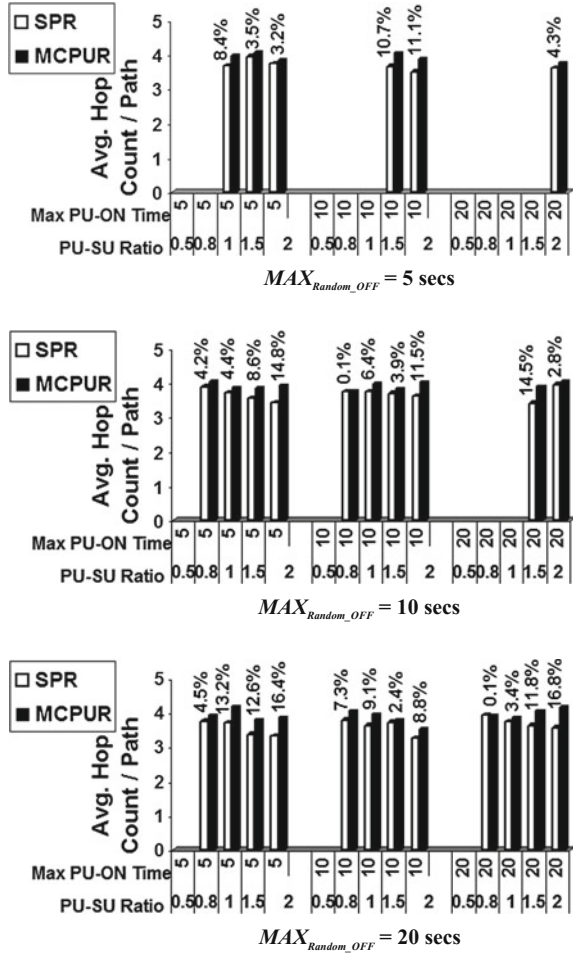 SPR
MCPUR
Avg. Hop
Count / Path
5
4
3
2
1
0
8.4%
3.5%
3.2%
10.7%
11.1%
4.3%
Max PU-ON Time
5 5 5 5 5 10 10 10 10 10 20 20 20 20 20
PU-SU Ratio
0.5 0.8 1 1.5 2 0.5 0.8 1 1.5 2 0.5 0.8 1 1.5 2
MAX Random_OFF = 5 secs
SPR
MCPUR
Avg. Hop
Count / Path
5
4
3
2
1
0
4.2%
4.4%
8.6%
14.8%
0.1%
6.4%
3.9%
11.5%
14.5%
2.8%
Max PU-ON Time
5 5 5 5 5 10 10 10 10 10 20 20 20 20 20
PU-SU Ratio
0.5 0.8 1 1.5 2 0.5 0.8 1 1.5 2 0.5 0.8 1 1.5 2
MAX Random_OFF = 10 secs
SPR
MCPUR
Avg. Hop
Count / Path
5
4
3
2
1
0
4.5%
13.2%
12.6%
16.4%
7.3%
9.1%
2.4%
8.8%
0.1%
3.4%
11.8%
16.8%
Max PU-ON Time
5 5 5 5 5 10 10 10 10 10 20 20 20 20 20
PU-SU Ratio
0.5 0.8 1 1.5 2 0.5 0.8 1 1.5 2 0.5 0.8 1 1.5 2
MAX Random_OFF = 20 secs